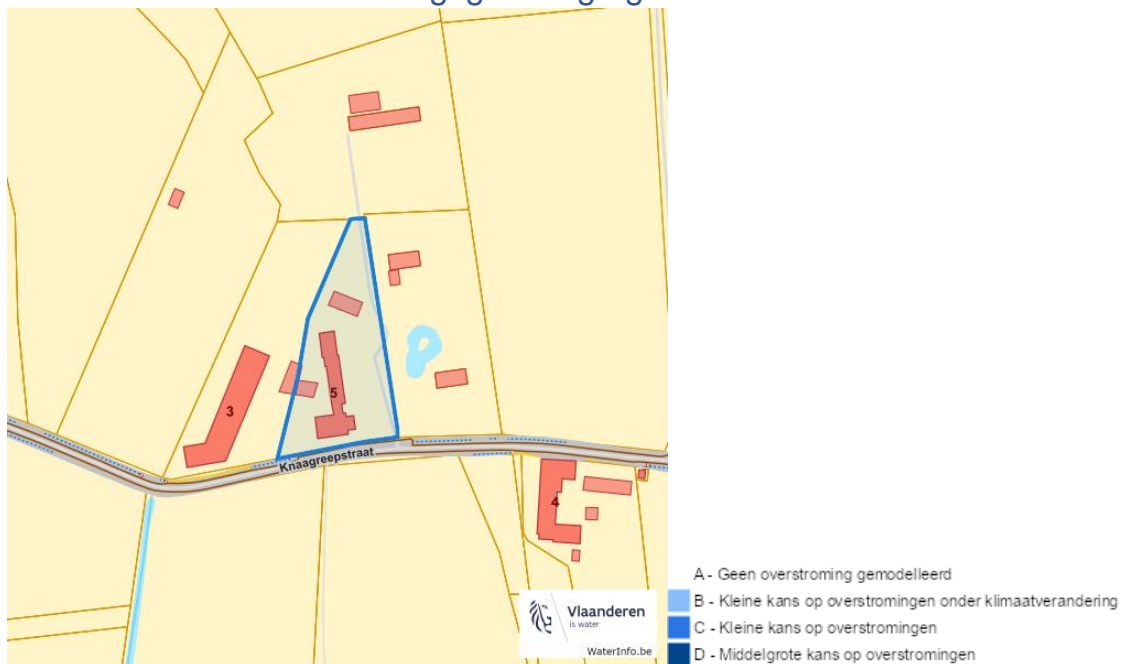 3
5
Knaagreepstraat
4
Vlaanderen
is water
WaterInfo.be
A - Geen overstroming gemodelleerd
B - Kleine kans op overstromingen onder klimaatverandering
C - Kleine kans op overstromingen
D - Middelgrote kans op overstromingen